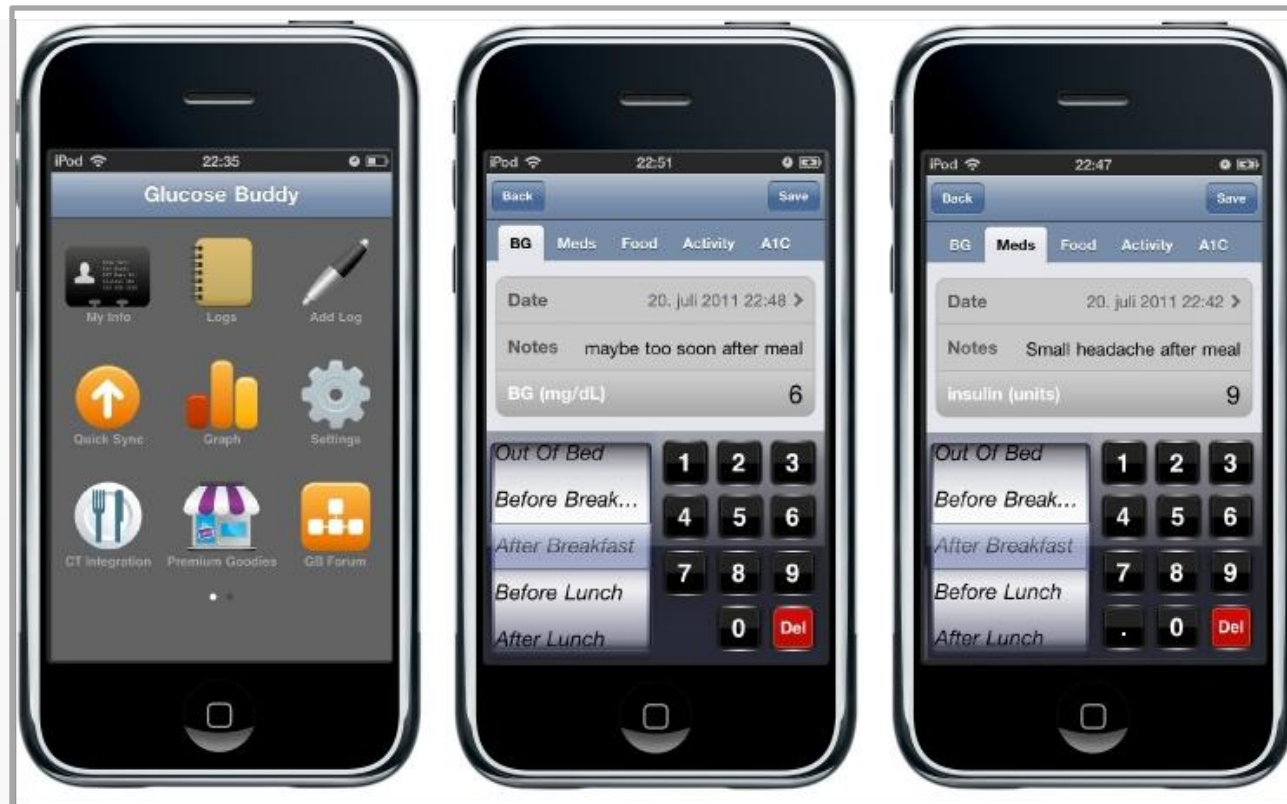 iPod 22:35
Glucose Buddy
My Info Logs Add Log
Quick Sync Graph Settings
CT Integration Premium Goodies GB Forum
iPod 22:51
Back Save
BG Meds Food Activity A1C
Date 20. juli 2011 22:48 >
Notes maybe too soon after meal
BG (mg/dL) 6
Out Of Bed
Before Break...
After Breakfast
Before Lunch
After Lunch
1 2 3
4 5 6
7 8 9
0 Del
iPod 22:47
Back Save
BG Meds Food Activity A1C
Date 20. juli 2011 22:42 >
Notes Small headache after meal
insulin (units) 9
Out Of Bed
Before Break...
After Breakfast
Before Lunch
After Lunch
1 2 3
4 5 6
7 8 9
. 0 Del